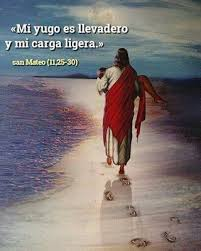 «Mi yugo es llevadero
y mi carga ligera.»
san Mateo (11,25-30)